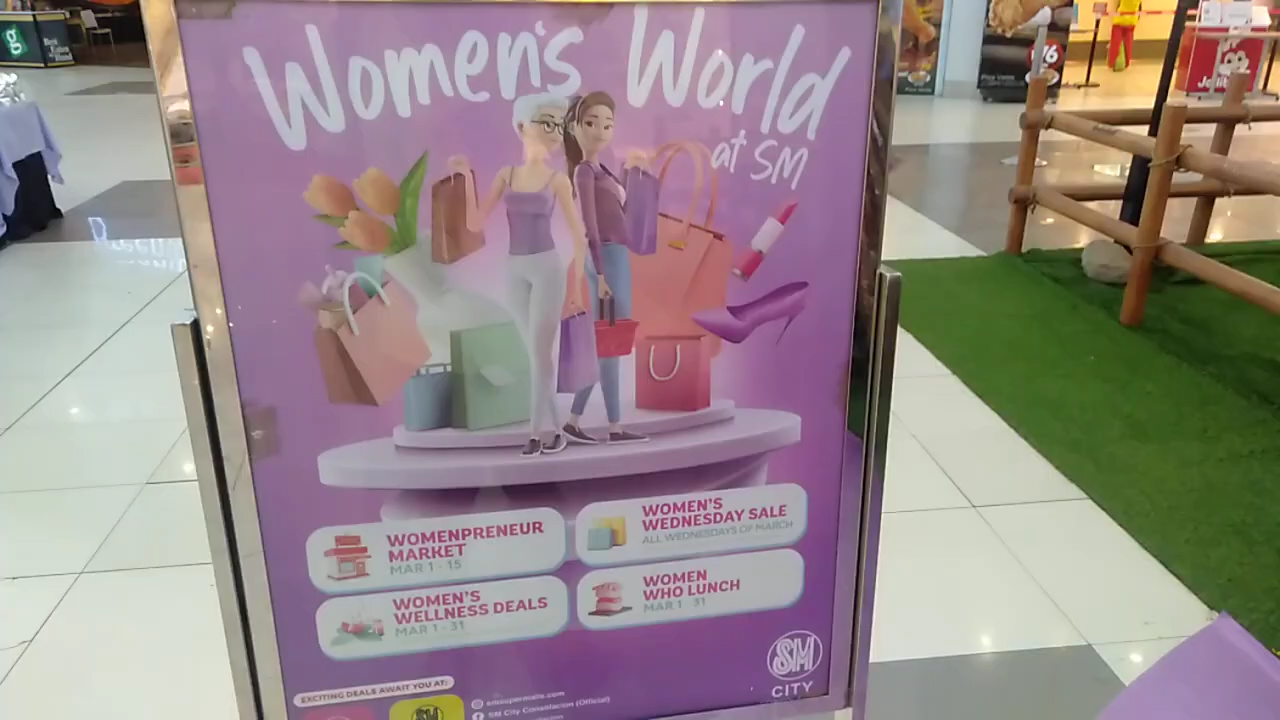 Women's World
at SM
WOMENPRENEUR
MARKET
MAR 1 - 15
WOMEN'S
WEDNESDAY SALE
ALL WEDNESDAYS OF MARCH
WOMEN'S
WELLNESS DEALS
MAR 1 - 31
WOMEN
WHO LUNCH
MAR 1 - 31
SM
CITY
EXCITING DEALS AWAIT YOU AT:
SM
smsupermalls.com
SM City Consolacion (Official)
g